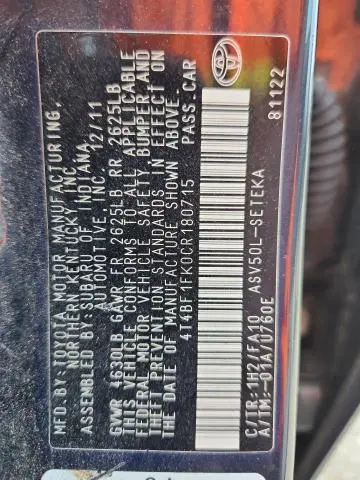 MFD.BY:TOYOTA MOTOR MANUFACTURING,
NORTHERN KENTUCKY, INC.
ASSEMBLED BY:SUBARU OF INDIANA
AUTOMOTIVE, INC. 12/11
GVWR 4630LB GAWR FR 2625LB RR 2625LB
THIS VEHICLE CONFORMS TO ALL APPLICABLE
FEDERAL MOTOR VEHICLE SAFETY, BUMPER, AND
THEFT PREVENTION STANDARDS IN EFFECT ON
THE DATE OF MANUFACTURE SHOWN ABOVE.
4T4BF1FK0CR180715 PASS.CAR
C/TR:1H2/FA10 ASV50L-SETEKA
A/TM:-01A/U760E
TOYOTA
81122